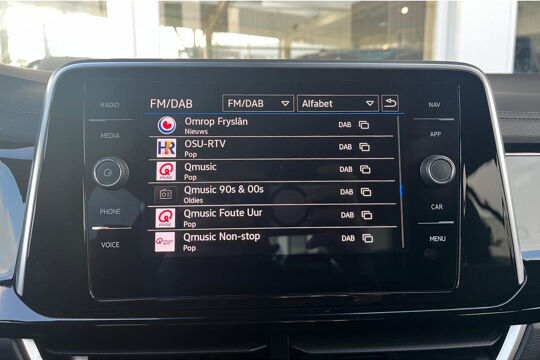 RADIO
MEDIA
PHONE
VOICE
FM/DAB
FM/DAB
Alfabet
Omrop Fryslân
Nieuws
DAB
OSU-RTV
Pop
DAB
Qmusic
Pop
DAB
Qmusic 90s & 00s
Oldies
DAB
Qmusic Foute Uur
Pop
DAB
Qmusic Non-stop
Pop
DAB
NAV
APP
CAR
MENU